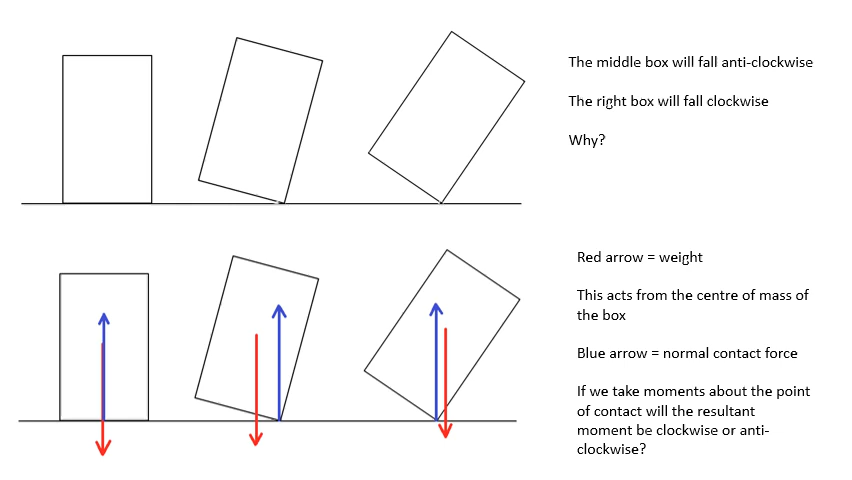 The middle box will fall anti-clockwise
The right box will fall clockwise
Why?
Red arrow = weight
This acts from the centre of mass of
the box
Blue arrow = normal contact force
If we take moments about the point
of contact will the resultant
moment be clockwise or anti-
clockwise?